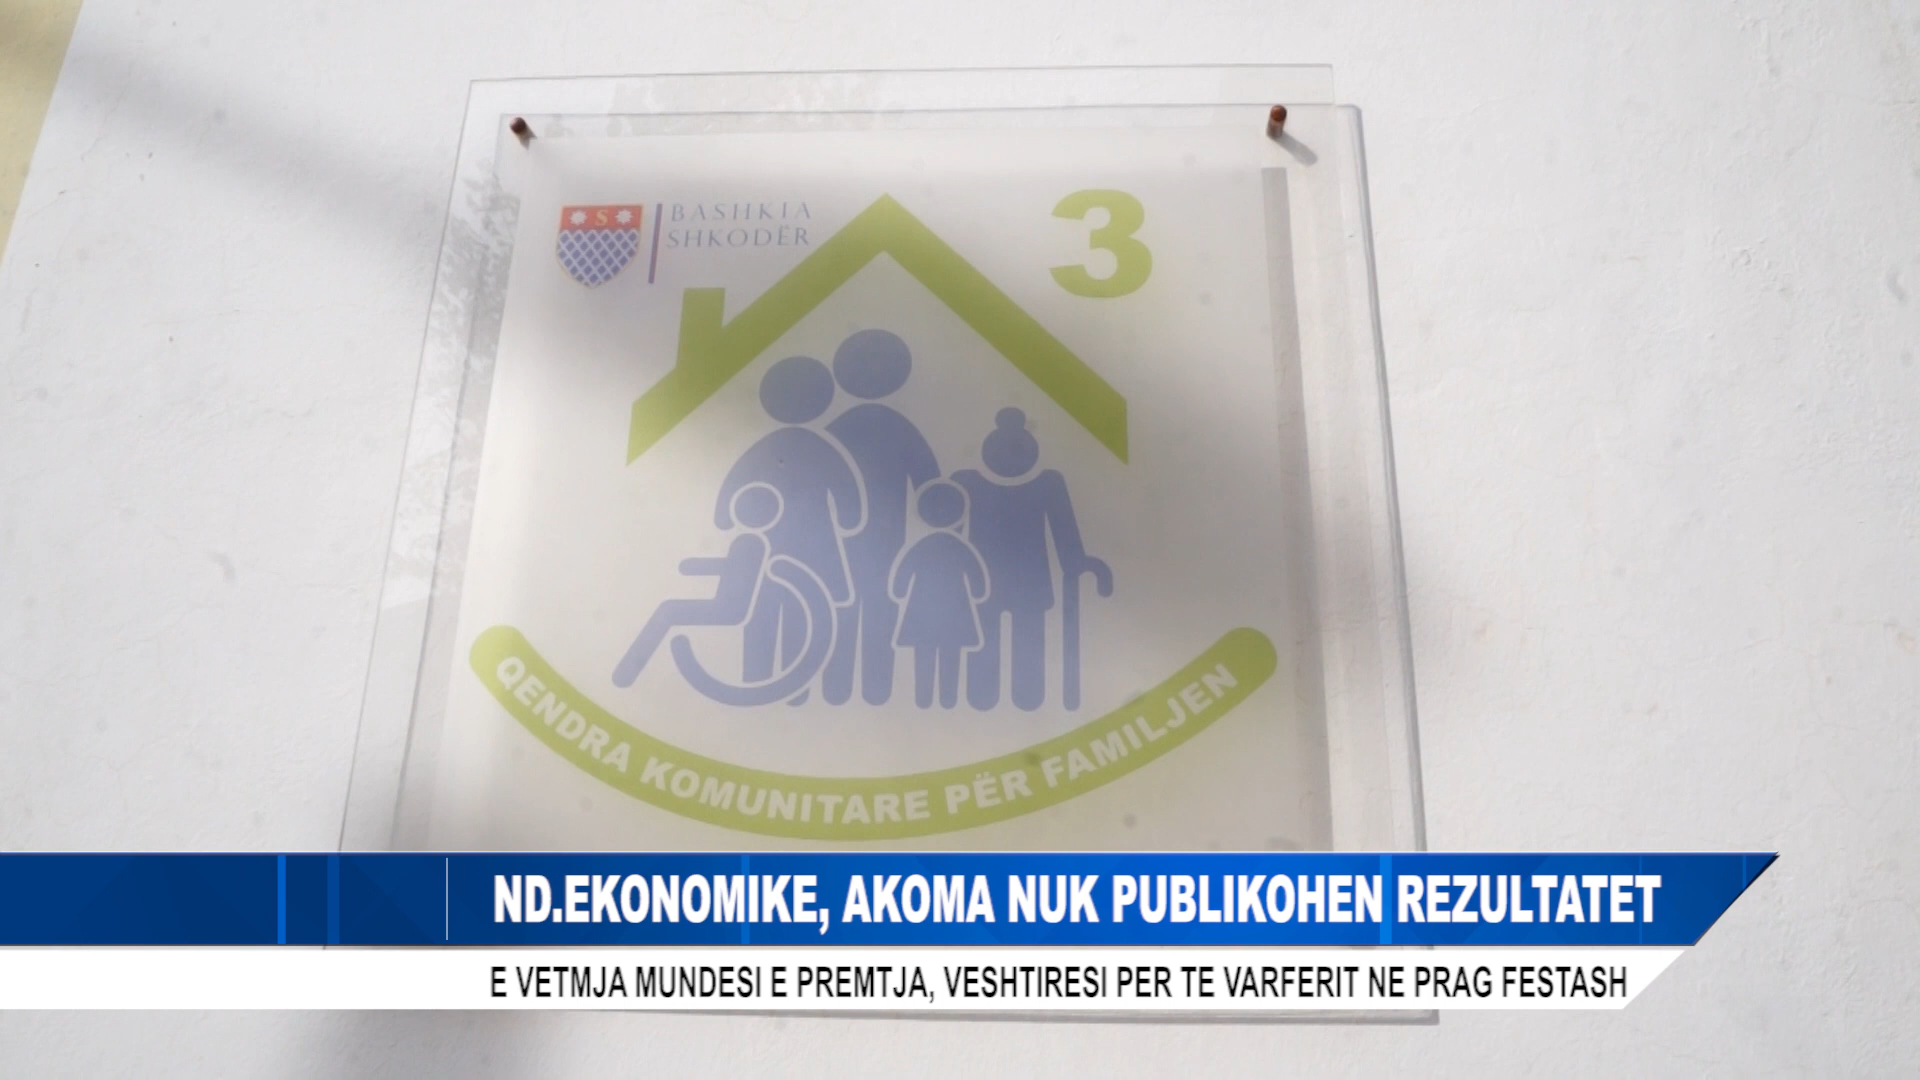 BASHKIA
SHKODËR
3
S
QENDRA KOMUNITARE PËR FAMILJEN
ND.EKONOMIKE, AKOMA NUK PUBLIKOHEN REZULTATET
E VETMJA MUNDESI E PREMTJA, VESHTIRESI PER TE VARFERIT NE PRAG FESTASH